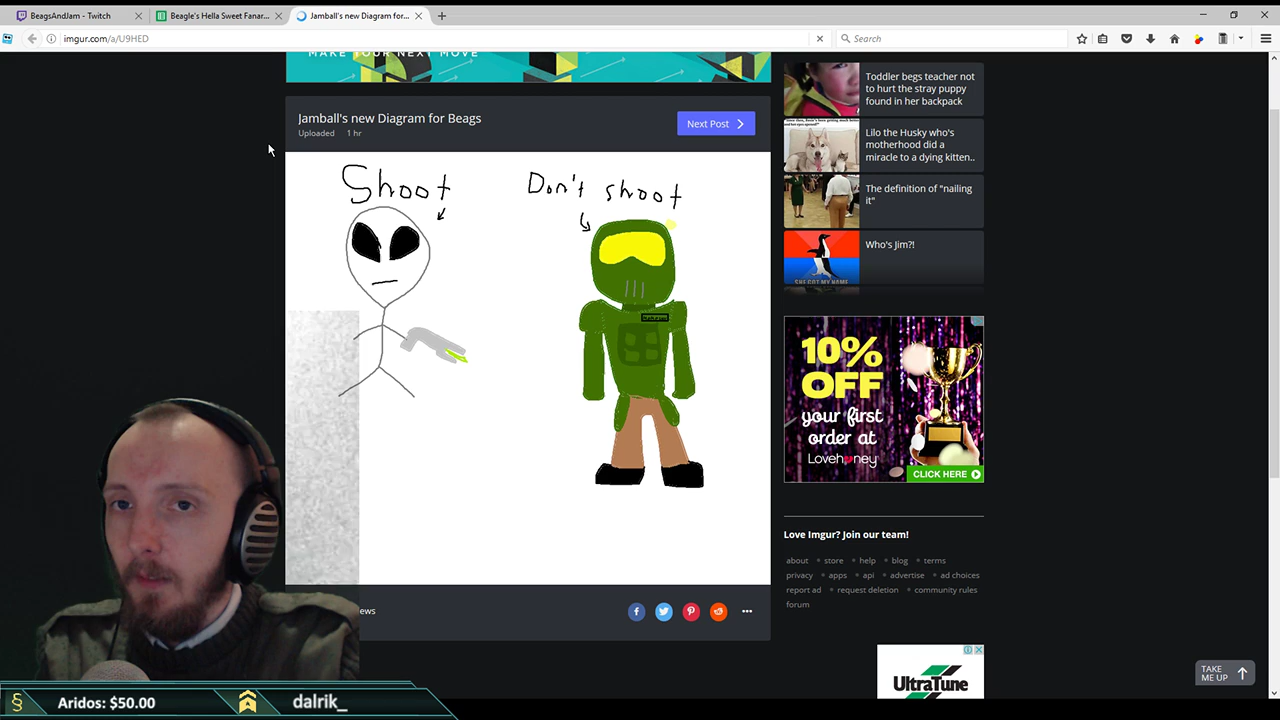 BeagsAndJam - Twitch
Beagle's Hella Sweet Fanar...
Jamball's new Diagram for...
imgur.com/a/U9HED
Search
MAKE YOUR NEXT MOVE
Jamball's new Diagram for Beags
Uploaded 1 hr
Next Post
Shoot
Don't shoot
Toddler begs teacher not
to hurt the stray puppy
found in her backpack
Lilo the Husky who's
motherhood did a
miracle to a dying kitten..
The definition of "nailing
it"
Who's Jim?!
SHE GOT MY NAME
10%
OFF
your first
order at
Lovehoney
CLICK HERE
Love Imgur? Join our team!
about store help blog terms
privacy apps api advertise ad choices
report ad request deletion community rules
forum
ews
UltraTune
TAKE
ME UP
Aridos: $50.00
dalrik_